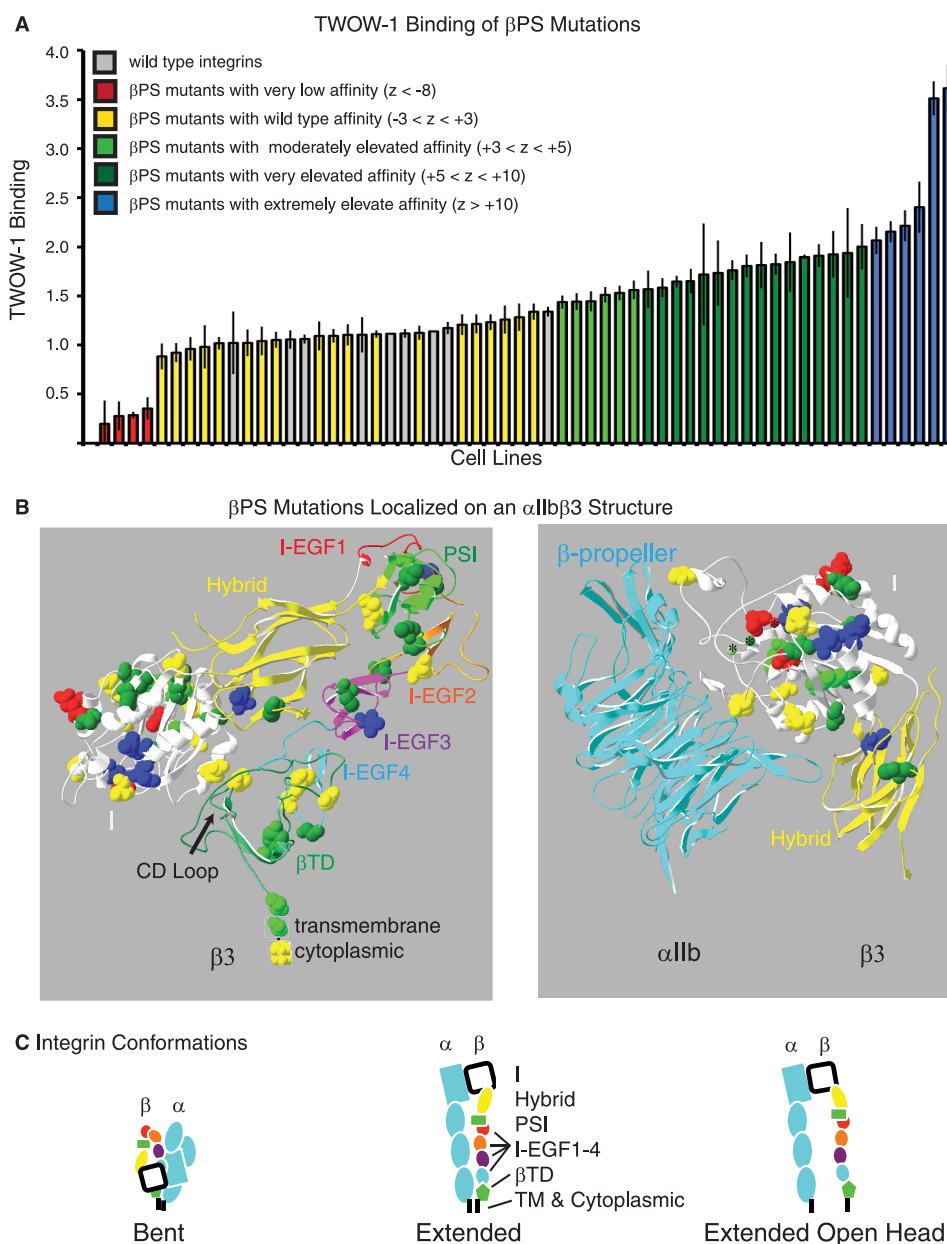 A
TWOW-1 Binding of βPS Mutations
TWOW-1 Binding
4.0
3.5
3.0
2.5
2.0
1.5
1.0
0.5
wild type integrins
βPS mutants with very low affinity (z < -8)
βPS mutants with wild type affinity (-3 < z < +3)
βPS mutants with moderately elevated affinity (+3 < z < +5)
βPS mutants with very elevated affinity (+5 < z < +10)
βPS mutants with extremely elevate affinity (z > +10)
Cell Lines
B
βPS Mutations Localized on an αIIbβ3 Structure
I-EGF1
PSI
Hybrid
I-EGF2
I-EGF3
I-EGF4
I
CD Loop
βTD
transmembrane
cytoplasmic
β3
β-propeller
I
*
*
*
Hybrid
αIIb
β3
C Integrin Conformations
β α
Bent
α β
I
Hybrid
PSI
I-EGF1-4
βTD
TM & Cytoplasmic
Extended
α β
Extended Open Head